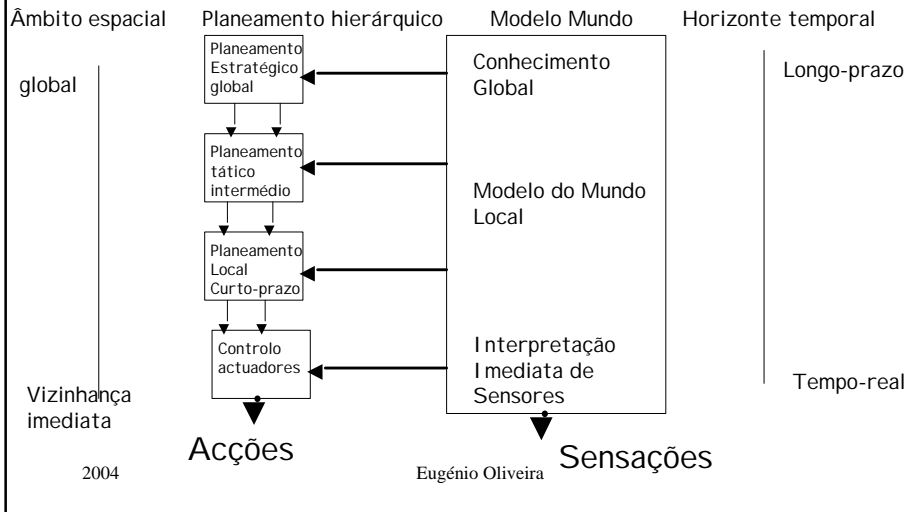 Âmbito espacial
Planeamento hierárquico
Modelo Mundo
Horizonte temporal
global
Vizinhança
imediata
Planeamento
Estratégico
global
Planeamento
tático
intermédio
Planeamento
Local
Curto-prazo
Controlo
actuadores
Acções
Conhecimento
Global
Modelo do Mundo
Local
Interpretação
Imediata de
Sensores
Sensações
Longo-prazo
Tempo-real
2004
Eugénio Oliveira